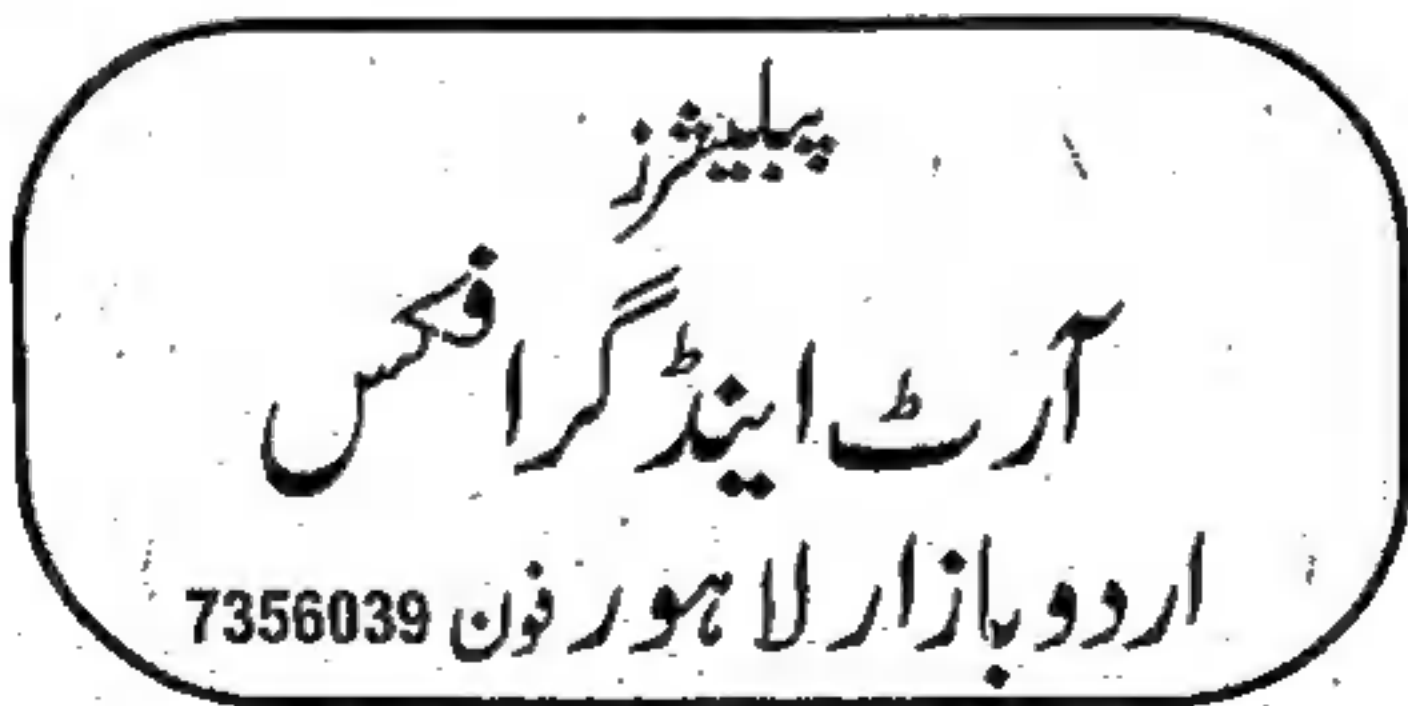 پبلیشرز
آرٹ اینڈ گرافکس
اردو بازار لاہور فون 7356039